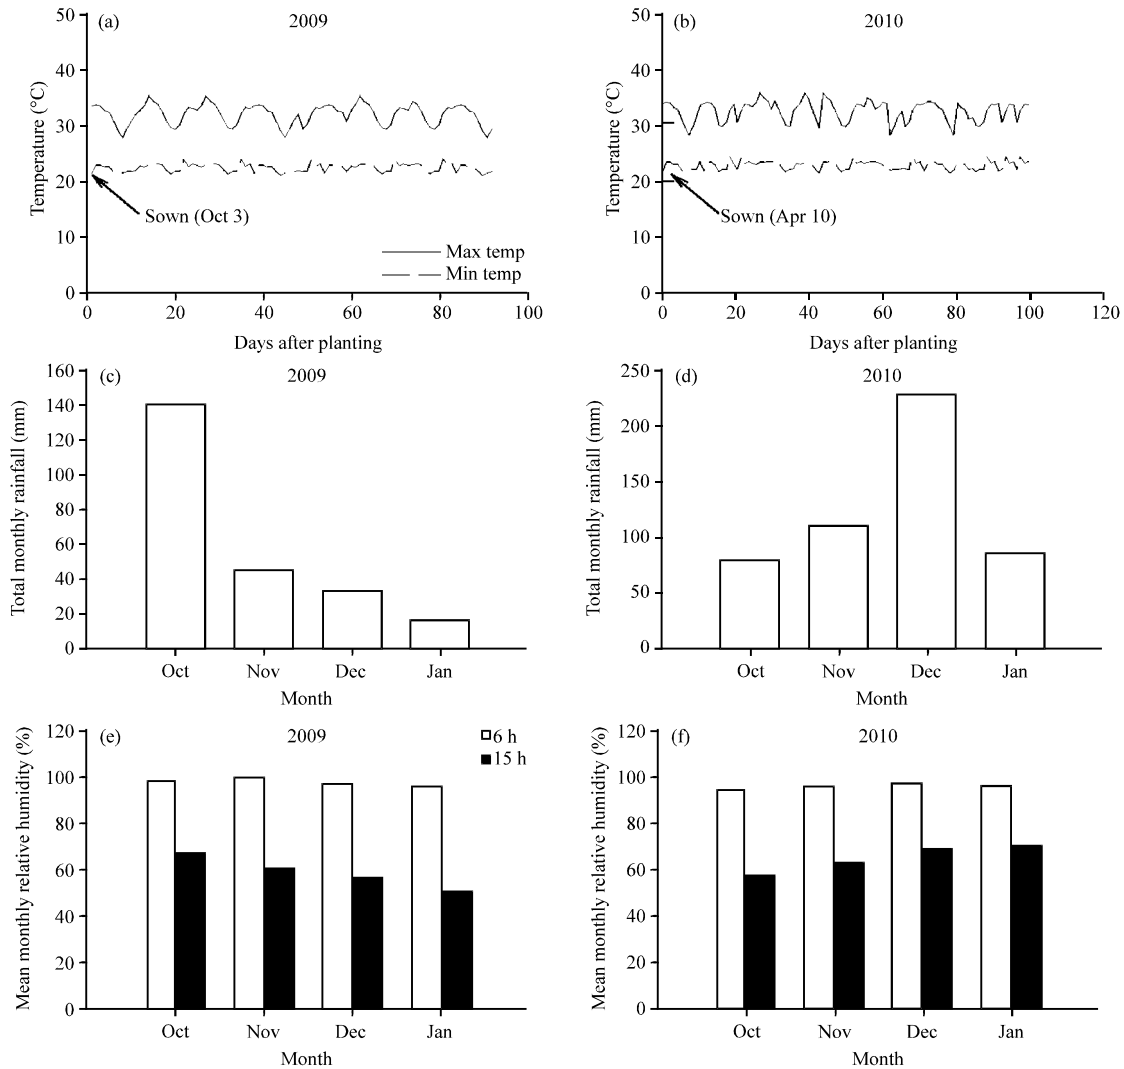 (a)
2009
Temperature (°C)
50
40
30
20
10
0
Sown (Oct 3)
Max temp
Min temp
0
20
40
60
80
100
Days after planting
(b)
2010
Temperature (°C)
50
40
30
20
10
0
Sown (Apr 10)
0
20
40
60
80
100
120
Days after planting
(c)
2009
Total monthly rainfall (mm)
160
140
120
100
80
60
40
20
0
Oct
Nov
Dec
Jan
Month
(d)
2010
Total monthly rainfall (mm)
250
200
150
100
50
0
Oct
Nov
Dec
Jan
Month
(e)
2009
6 h
15 h
Mean monthly relative humidity (%)
120
100
80
60
40
20
0
Oct
Nov
Dec
Jan
Month
(f)
2010
Mean monthly relative humidity (%)
120
100
80
60
40
20
0
Oct
Nov
Dec
Jan
Month